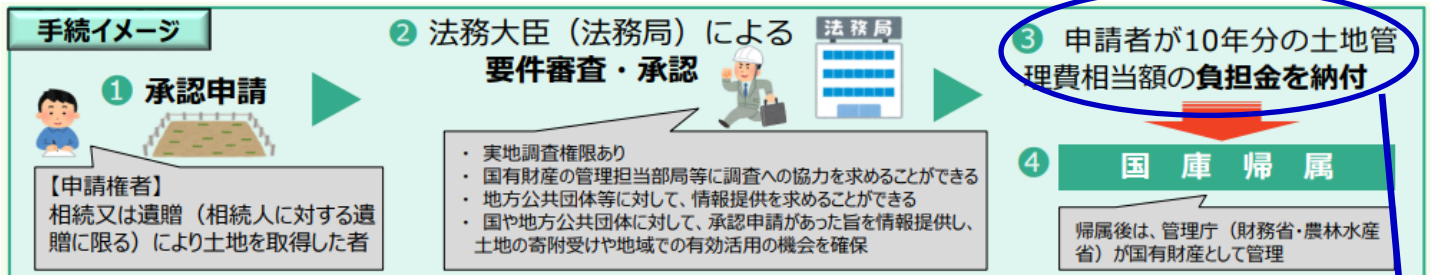 手続イメージ
❶ 承認申請
【申請権者】
相続又は遺贈（相続人に対する遺
贈に限る）により土地を取得した者
❷ 法務大臣（法務局）による
要件審査・承認
法務局
・ 実地調査権限あり
・ 国有財産の管理担当部局等に調査への協力を求めることができる
・ 地方公共団体等に対して、情報提供を求めることができる
・ 国や地方公共団体に対して、承認申請があった旨を情報提供し、
土地の寄附受けや地域での有効活用の機会を確保
❸ 申請者が10年分の土地管
理費相当額の負担金を納付
❹ 国庫帰属
帰属後は、管理庁（財務省・農林水産
省）が国有財産として管理